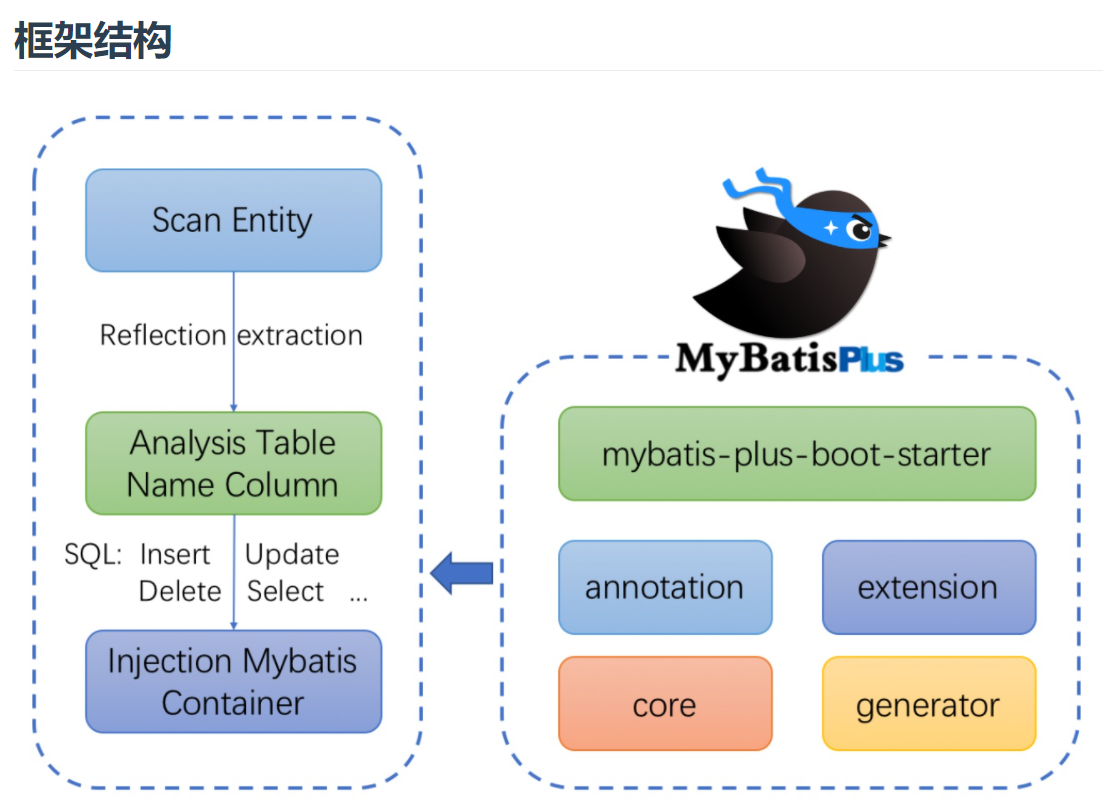 框架结构
Scan Entity
Reflection extraction
Analysis Table
Name Column
SQL: Insert Update
Delete Select ...
Injection Mybatis
Container
MyBatisPlus
mybatis-plus-boot-starter
annotation
extension
core
generator